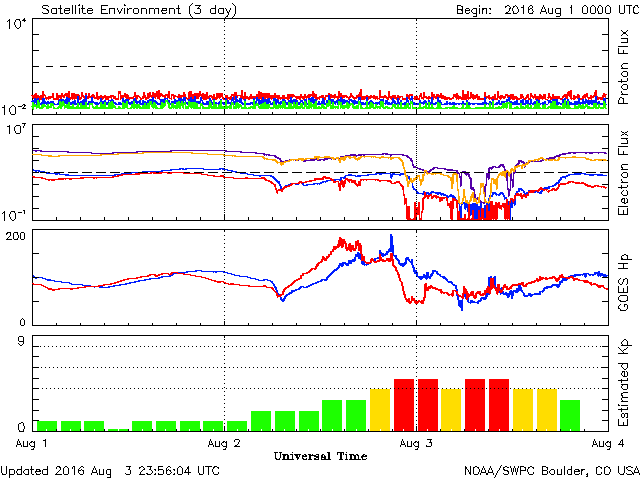 Satellite Environment (3 day)
Begin: 2016 Aug 1 0000 UTC
10^4
10^-2
Proton Flux
10^7
10^-1
Electron Flux
200
0
GOES Hp
9
0
Estimated Kp
Aug 1
Aug 2
Aug 3
Aug 4
Universal Time
Updated 2016 Aug 3 23:56:04 UTC
NOAA/SWPC Boulder, CO USA